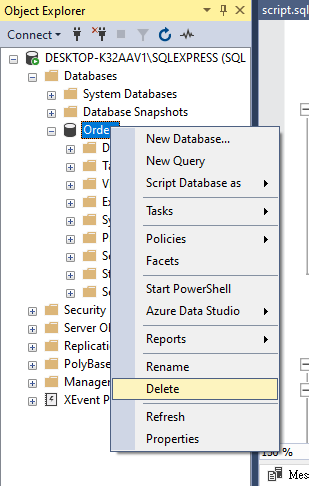 Object Explorer
script.sq
Connect
DESKTOP-K32AAV1\SQLEXPRESS (SQL
Databases
System Databases
Database Snapshots
Orde
New Database...
D
New Query
Ta
Script Database as
V
Ex
Tasks
Sy
P
Policies
Se
Facets
St
Se
Start PowerShell
Security
Azure Data Studio
Server Ob
Replicatio
Reports
PolyBase
Rename
Manager
Delete
XEvent P
Refresh
Properties
150 %
Mes